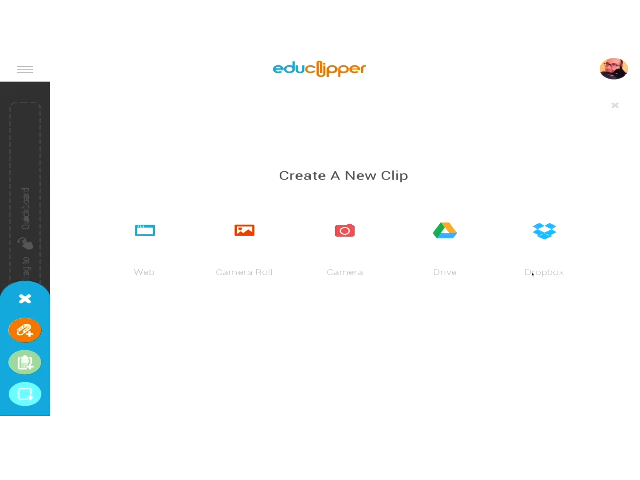 educlipper
Create A New Clip
Web
Camera Roll
Camera
Drive
Dropbox